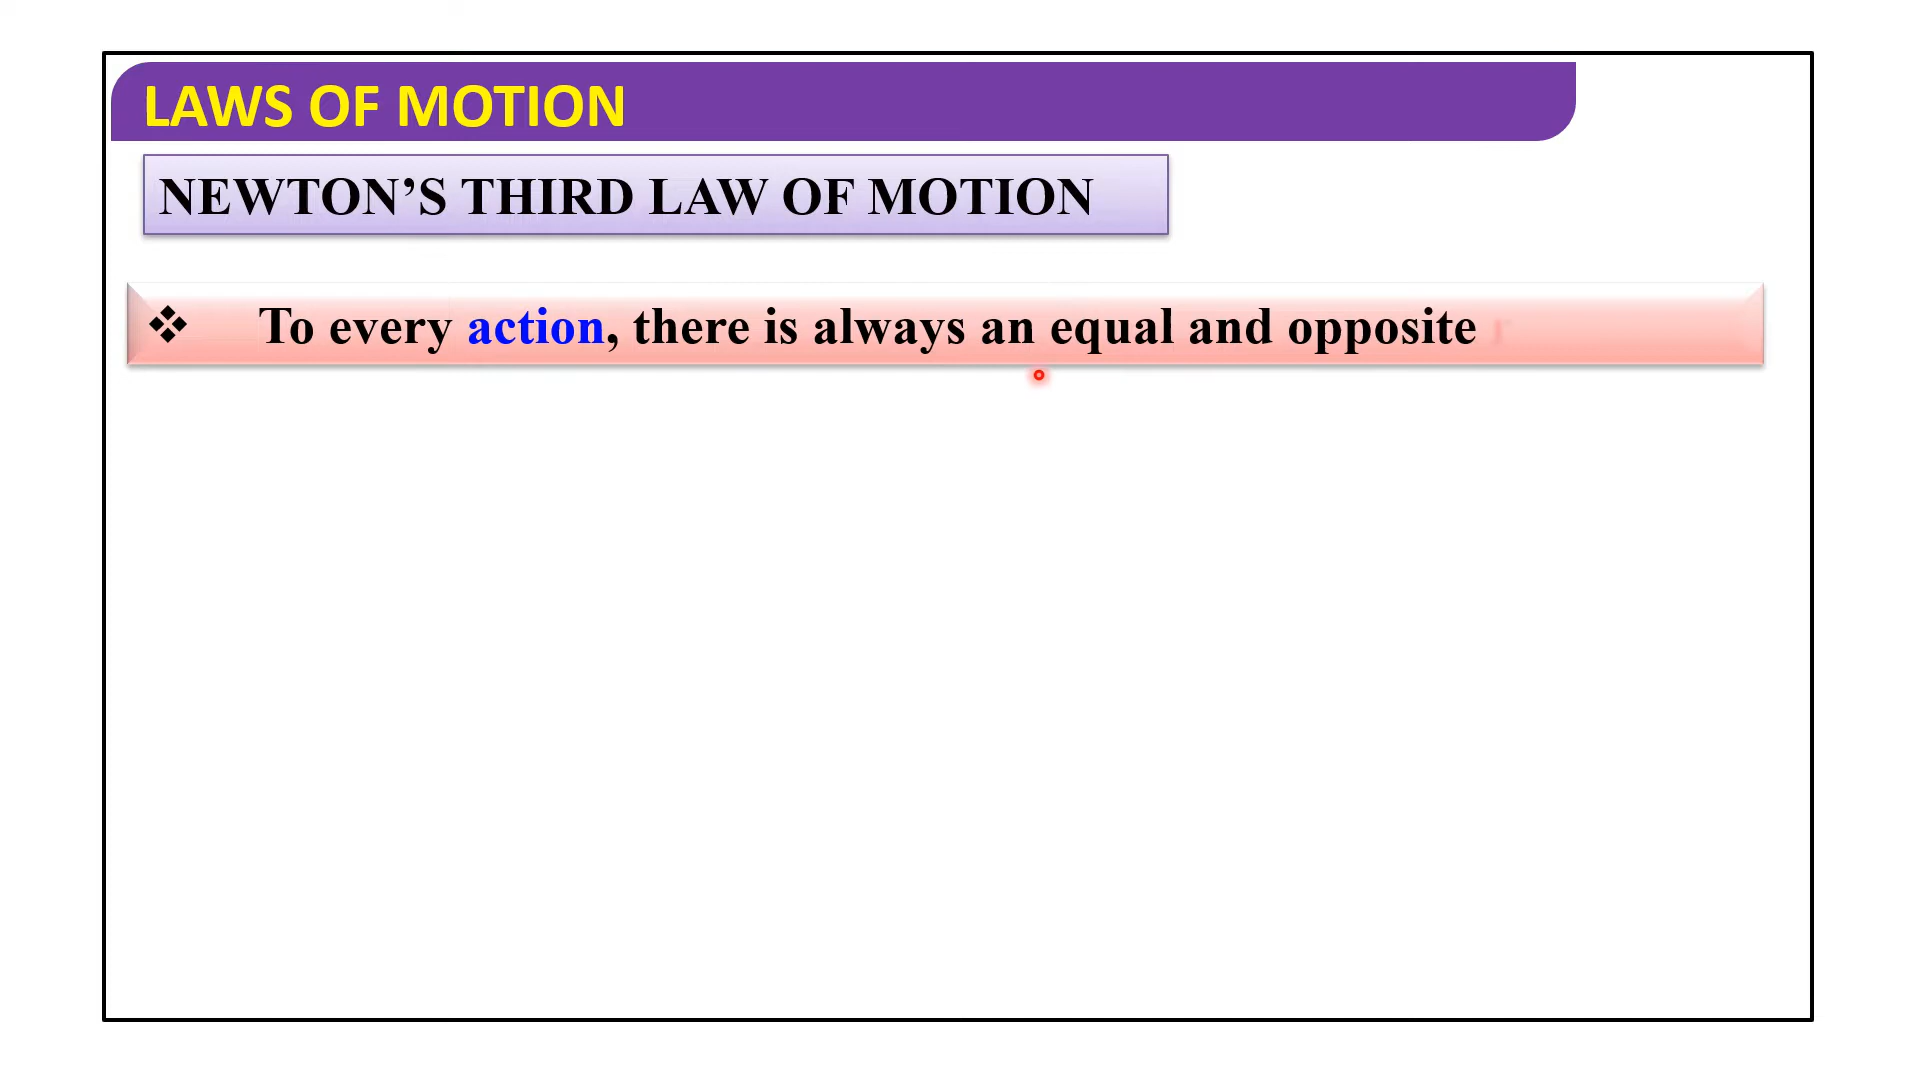 LAWS OF MOTION
NEWTON’S THIRD LAW OF MOTION
❖ To every action, there is always an equal and opposite